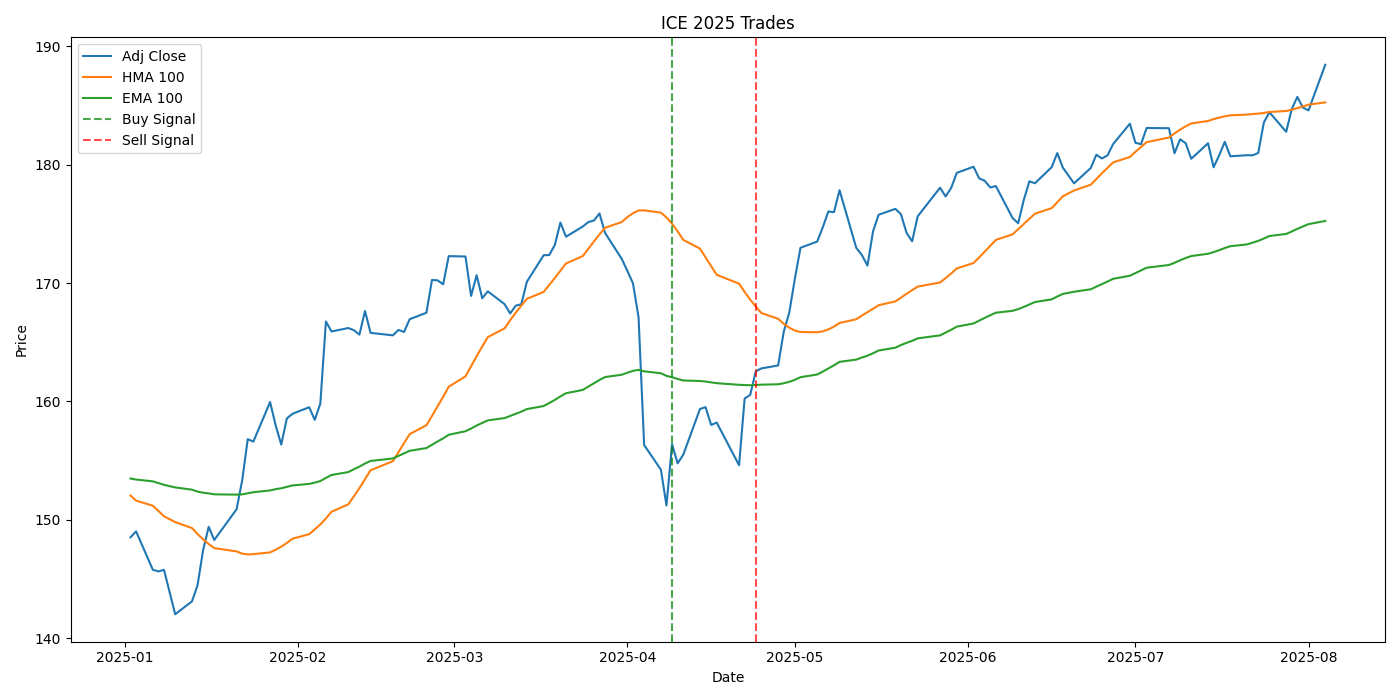 ICE 2025 Trades
Adj Close
HMA 100
EMA 100
Buy Signal
Sell Signal
190
180
170
160
150
140
Price
2025-01 2025-02 2025-03 2025-04 2025-05 2025-06 2025-07 2025-08
Date